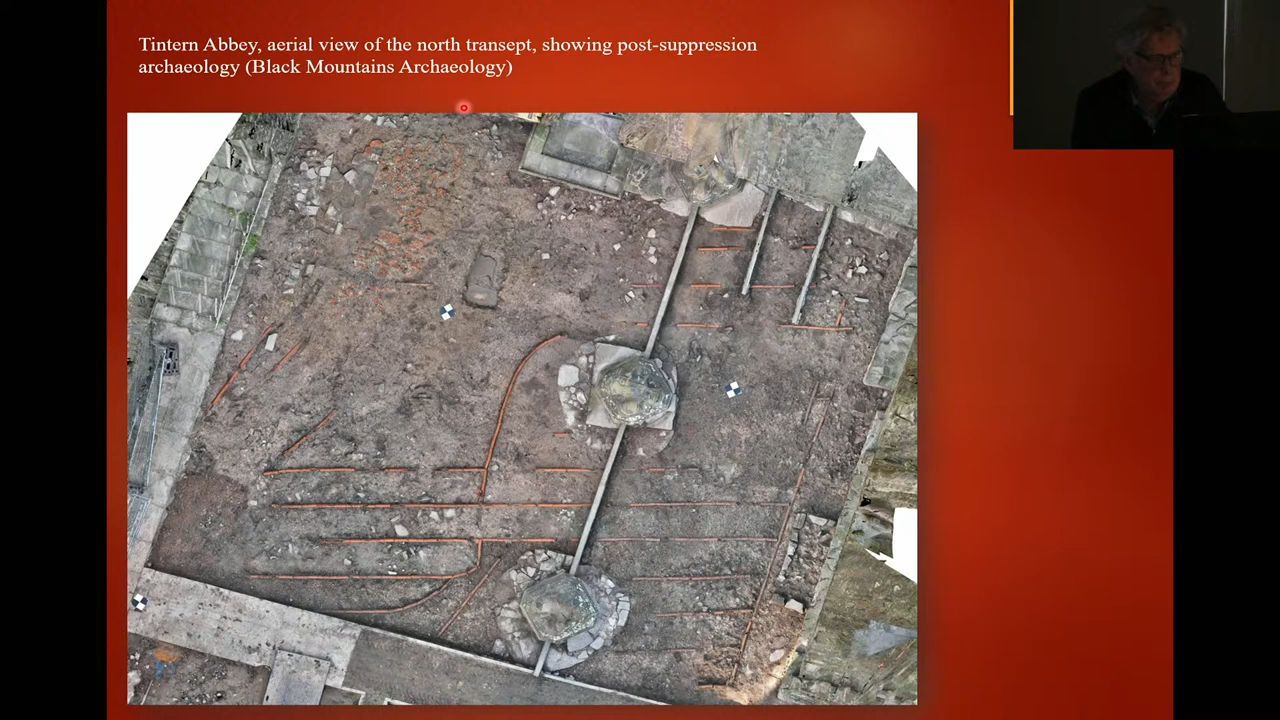 Tintern Abbey, aerial view of the north transept, showing post-suppression
archaeology (Black Mountains Archaeology)